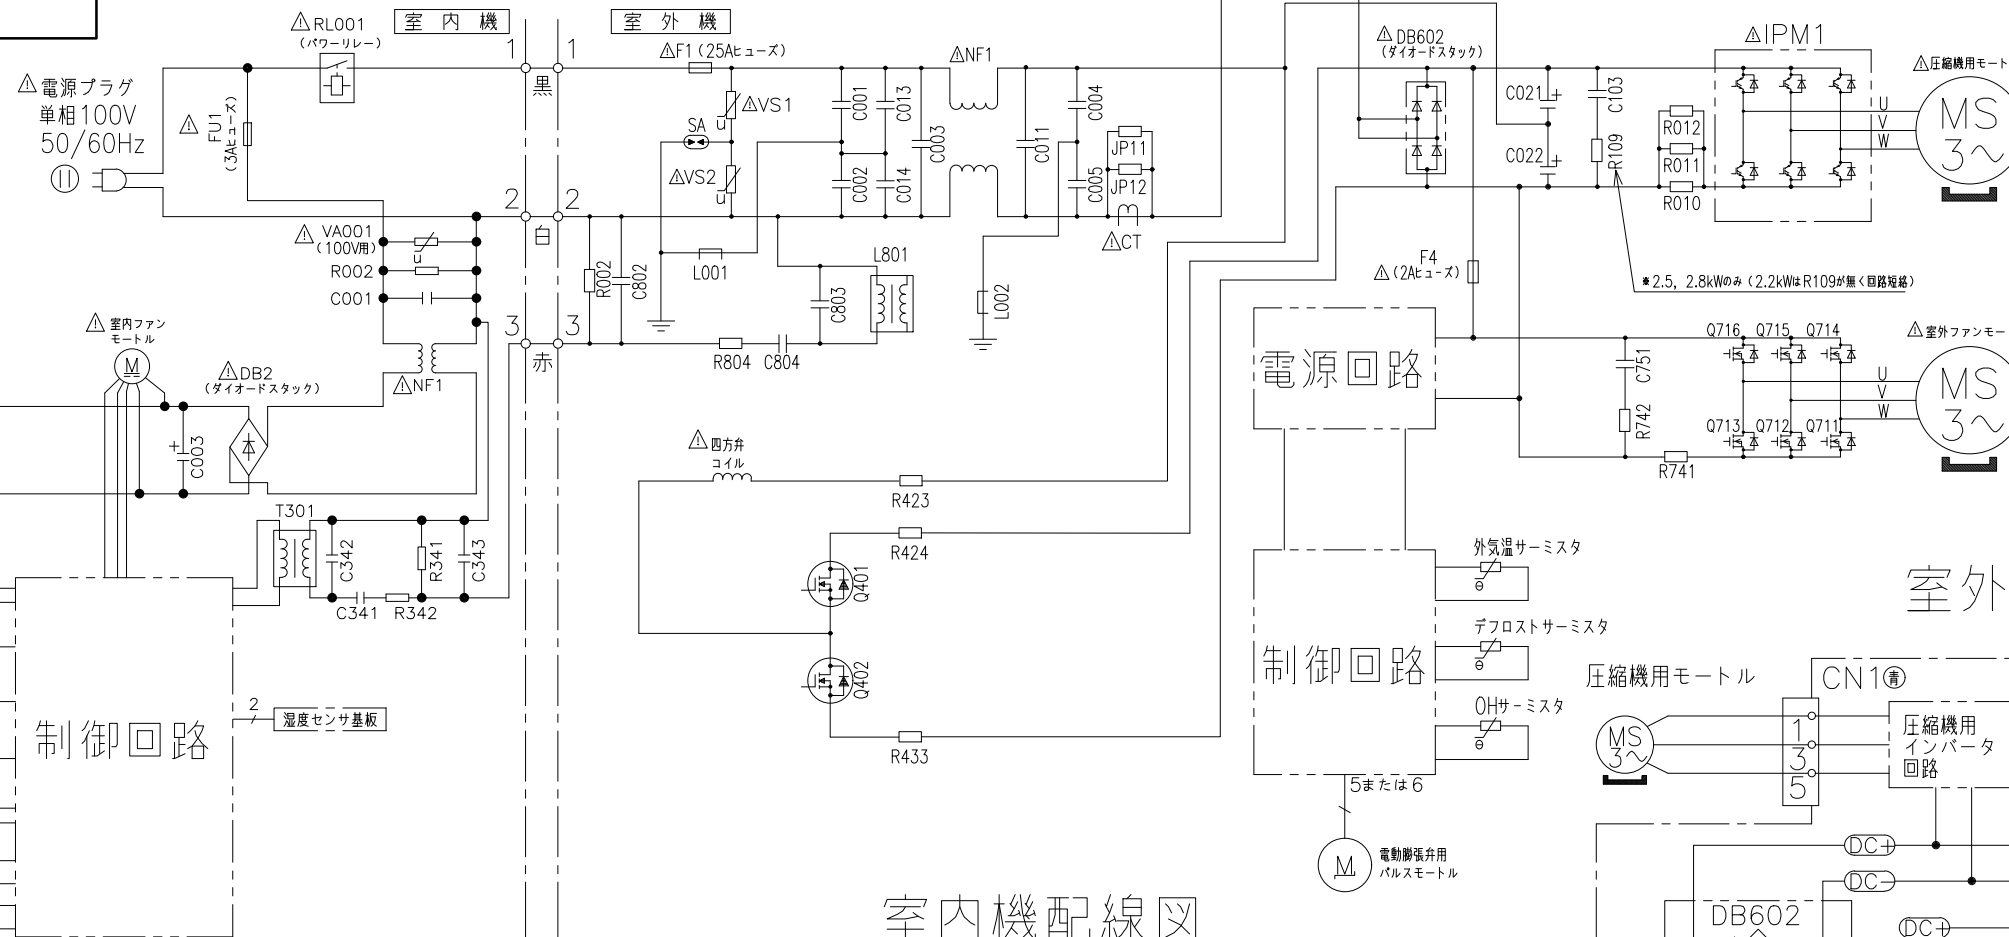 ⚠RL001
(パワーリレー)
室内機
室外機
1 1
黒
⚠F1(25Aヒューズ)
⚠電源プラグ
単相100V
50/60Hz
⚠FU1
(3Aヒューズ)
⚠VS1
SA
⚠VS2
u
u
C001
C013
C002
C014
C003
⚠NF1
C011
C004
C005
JP11
JP12
⚠CT
⚠DB602
(ダイオードスタック)
C021
+
C022
+
C103
R109
R012
R011
R010
⚠IPM1
U
V
W
⚠圧縮機用モート
MS
3～
2 2
白
⚠VA001
(100V用)
u
R002
C001
R002
C802
L001
L801
C803
L002
F4
⚠(2Aヒューズ)
※2.5, 2.8kWのみ(2.2kWはR109が無く回路短絡)
3 3
赤
R804
C804
⚠室内ファン
モートル
M
⚠DB2
(ダイオードスタック)
⚠NF1
+
C003
電源回路
C751
R742
Q716
Q715
Q714
Q713
Q712
Q711
R741
U
V
W
⚠室外ファンモー
MS
3～
⚠四方弁
コイル
R423
R424
Q401
Q402
R433
T301
C342
R341
C343
C341
R342
制御回路
2
湿度センサ基板
制御回路
外気温サーミスタ
θ
デフロストサーミスタ
θ
OHサーミスタ
θ
5または6
M
電動膨張弁用
パルスモートル
室外
圧縮機用モートル
MS
3～
CN1青
1
3
5
圧縮機用
インバータ
回路
DC+
DC−
DB602
DC+
室内機配線図